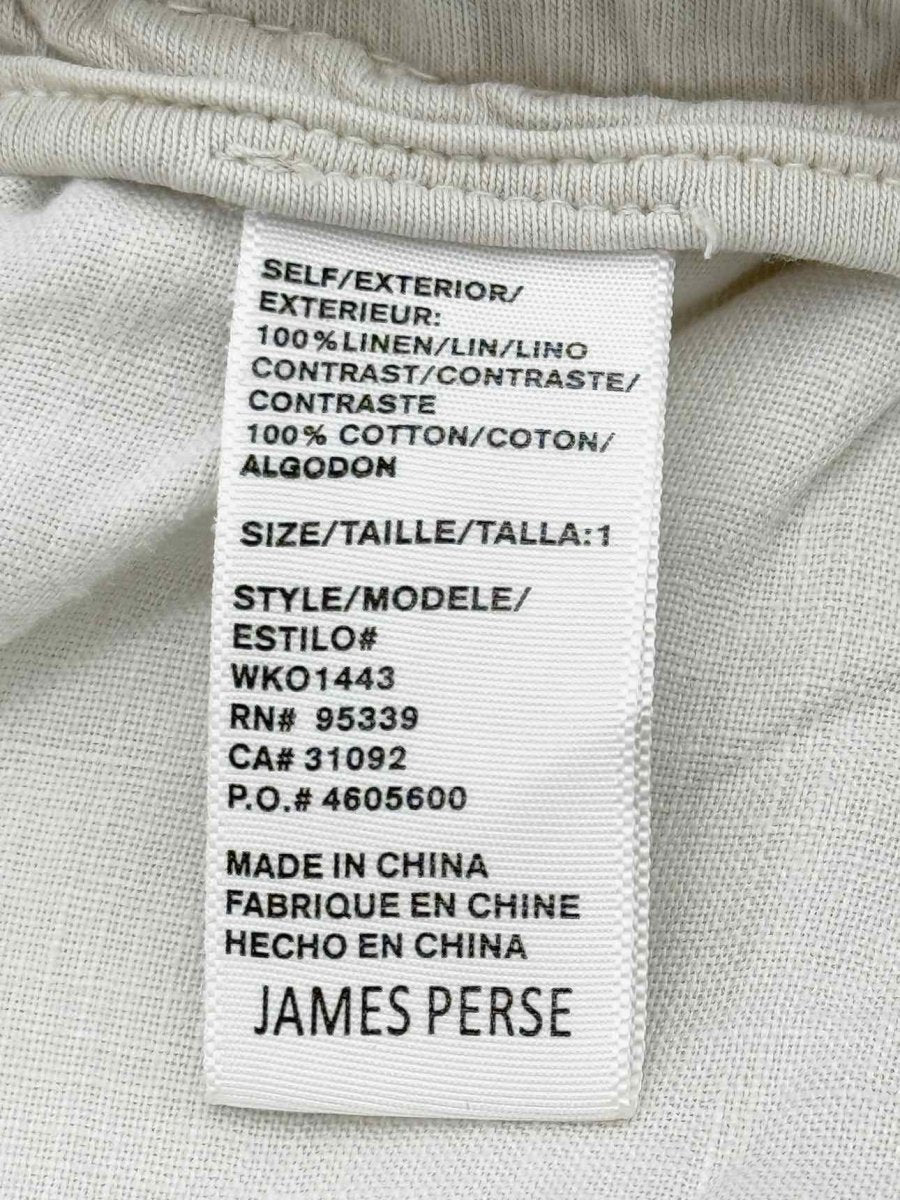 SELF/EXTERIOR/
EXTERIEUR:
100%LINEN/LIN/LINO
CONTRAST/CONTRASTE/
CONTRASTE
100% COTTON/COTON/
ALGODON
SIZE/TAILLE/TALLA:1
STYLE/MODELE/
ESTILO#
WKO1443
RN# 95339
CA# 31092
P.O.# 4605600
MADE IN CHINA
FABRIQUE EN CHINE
HECHO EN CHINA
JAMES PERSE